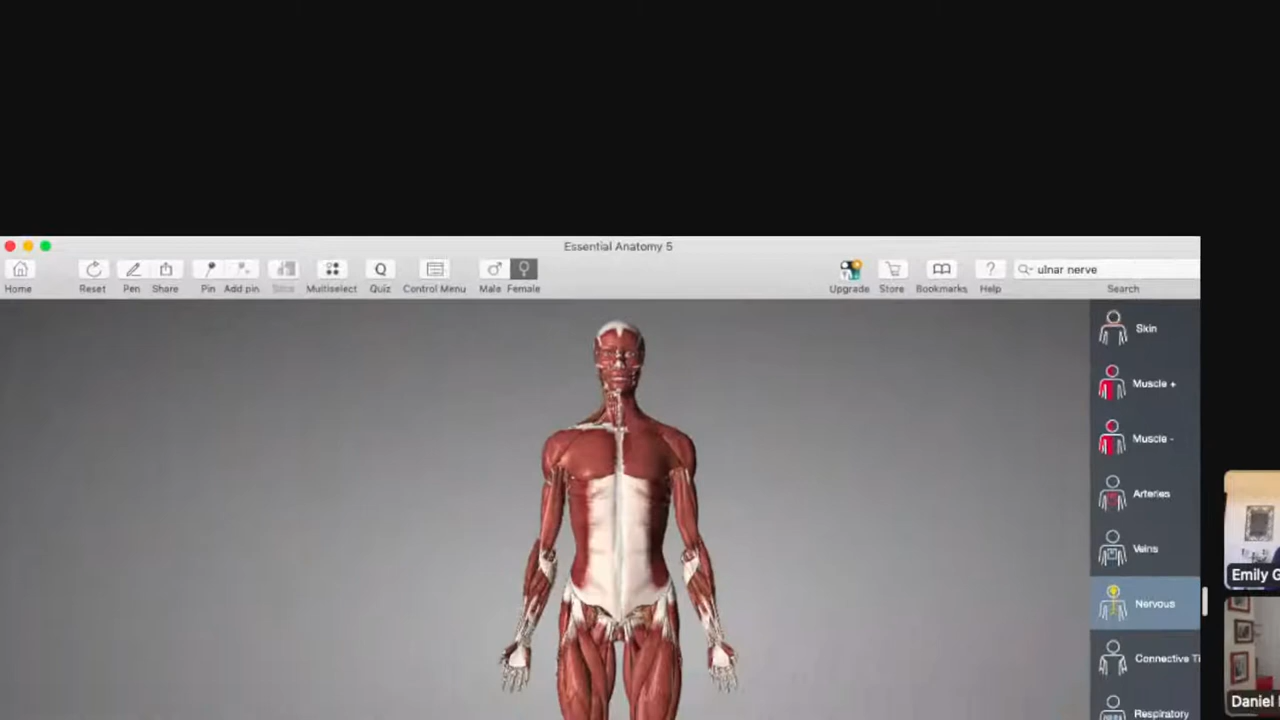 Essential Anatomy 5
Home Reset Pen Share Pin Add pin Slice Multiselect Quiz Control Menu Male Female Upgrade Store Bookmarks Help Search
ulnar nerve
Skin
Muscle +
Muscle -
Arteries
Veins
Nervous
Connective Ti
Respiratory
Emily G
Daniel